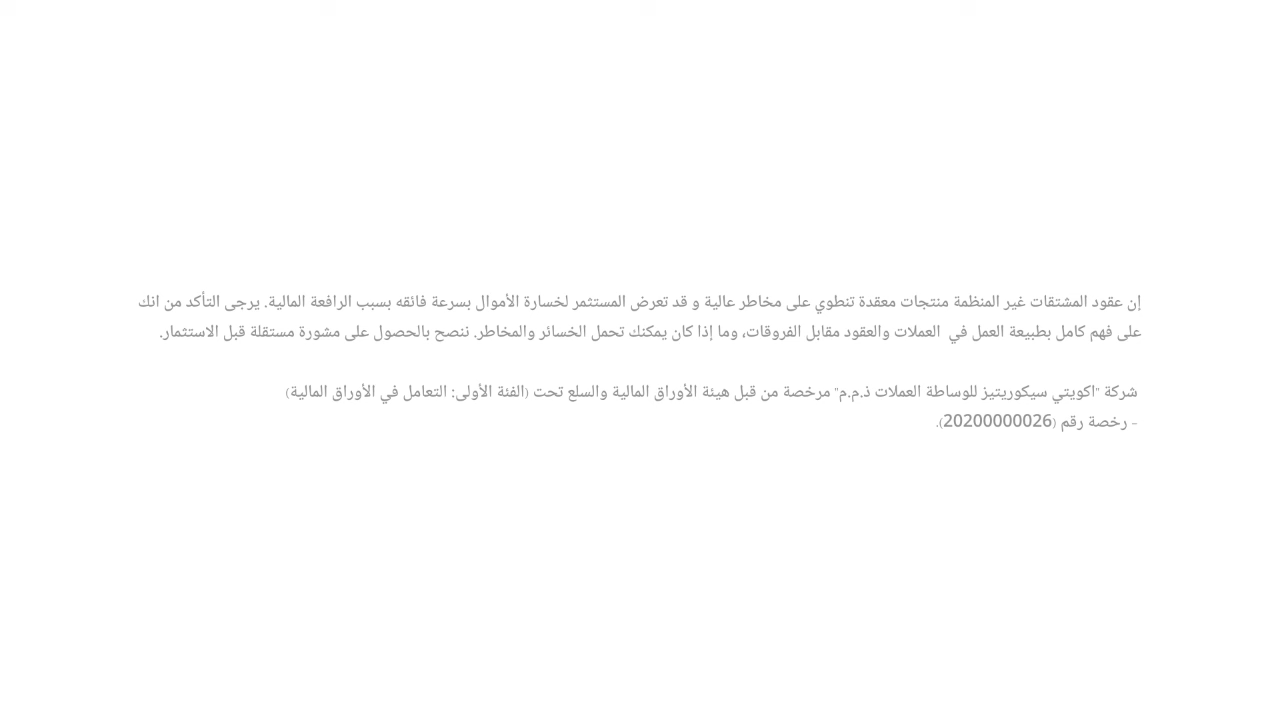 إن عقود المشتقات غير المنظمة منتجات معقدة تنطوي على مخاطر عالية و قد تعرض المستثمر لخسارة الأموال بسرعة فائقه بسبب الرافعة المالية. يرجى التأكد من انك
على فهم كامل بطبيعة العمل في العملات والعقود مقابل الفروقات، وما إذا كان يمكنك تحمل الخسائر والمخاطر. ننصح بالحصول على مشورة مستقلة قبل الاستثمار.
شركة "اكويتي سيكوريتيز للوساطة العملات ذ.م.م" مرخصة من قبل هيئة الأوراق المالية والسلع تحت (الفئة الأولى: التعامل في الأوراق المالية)
- رخصة رقم (20200000026).